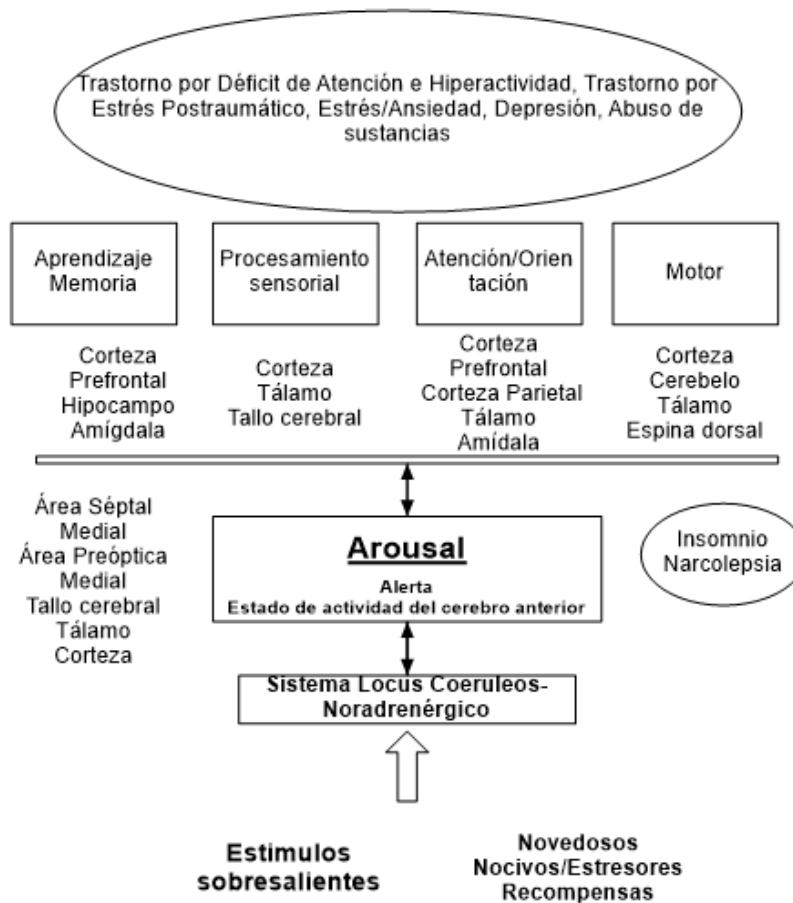 Trastorno por Déficit de Atención e Hiperactividad, Trastorno por
Estrés Postraumático, Estrés/Ansiedad, Depresión, Abuso de
sustancias
Aprendizaje
Memoria
Procesamiento
sensorial
Atención/Orien
tación
Motor
Corteza
Prefrontal
Hipocampo
Amígdala
Corteza
Tálamo
Tallo cerebral
Corteza
Prefrontal
Corteza Parietal
Tálamo
Amídala
Corteza
Cerebelo
Tálamo
Espina dorsal
Área Séptal
Medial
Área Preóptica
Medial
Tallo cerebral
Tálamo
Corteza
Arousal
Alerta
Estado de actividad del cerebro anterior
Insomnio
Narcolepsia
Sistema Locus Coeruleos-
Noradrenérgico
Estimulos
sobresalientes
Novedosos
Nocivos/Estresores
Recompensas